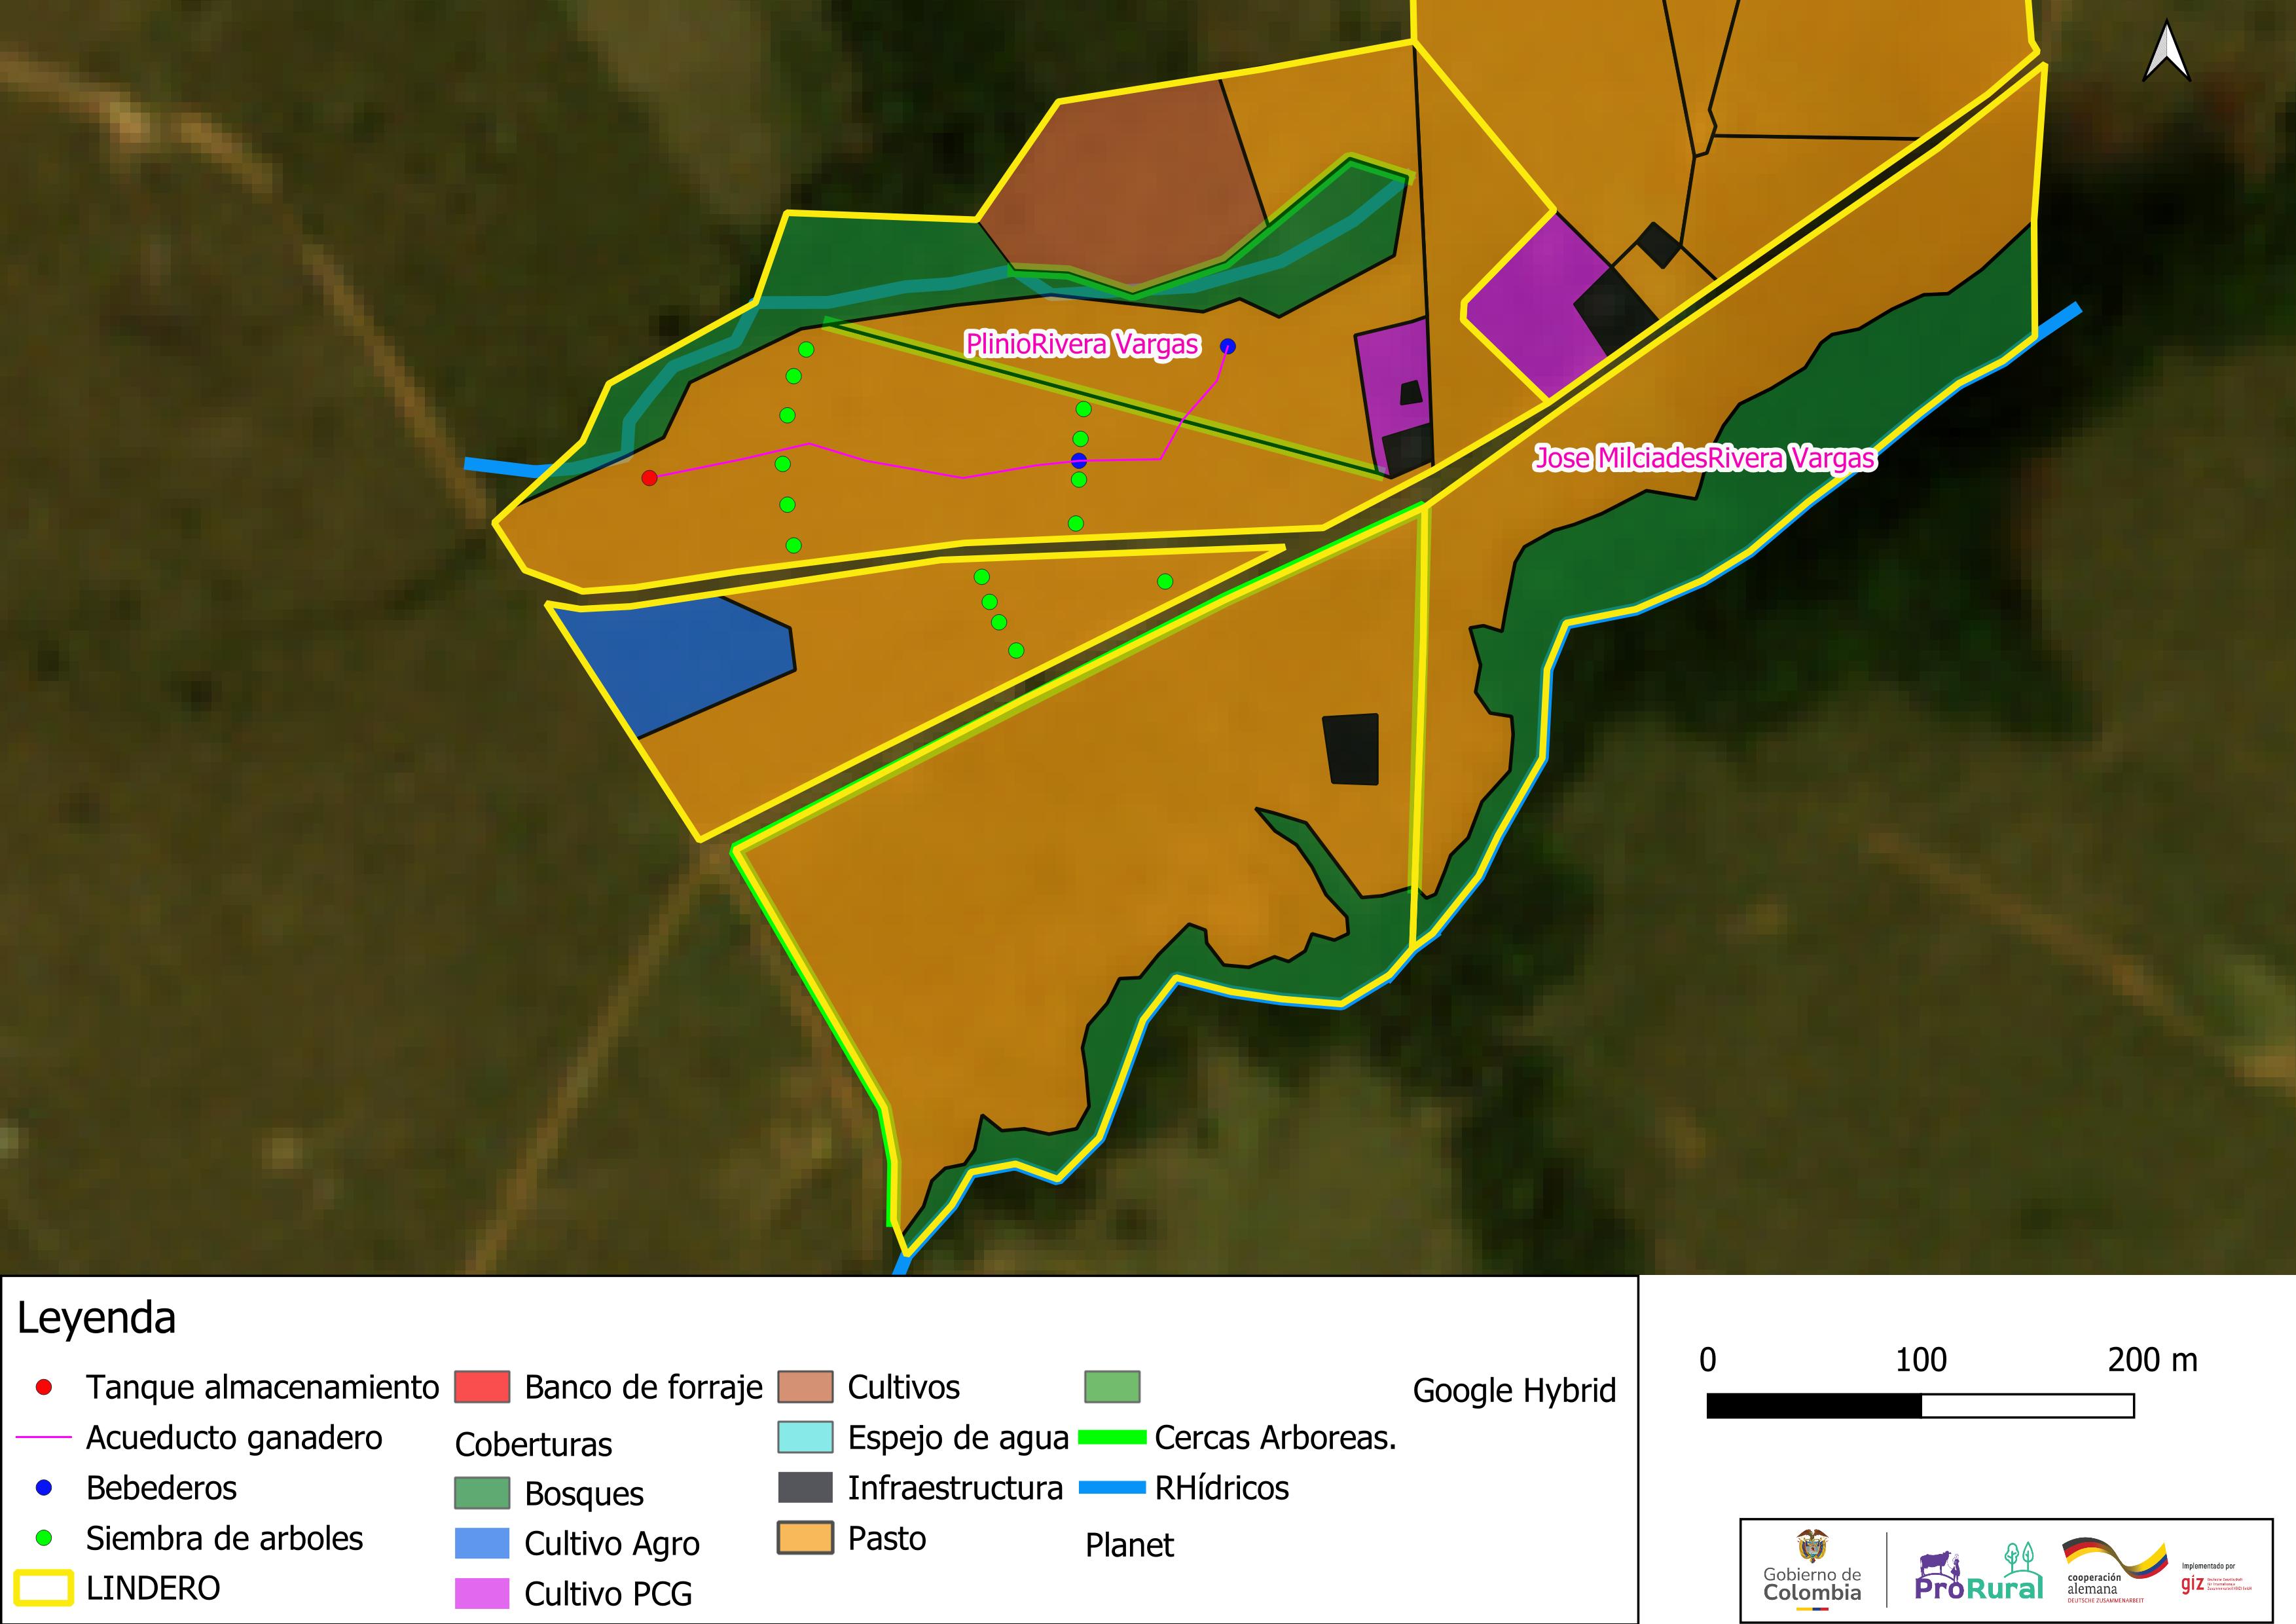 PlinioRivera Vargas
Jose MilciadesRivera Vargas
Leyenda
Tanque almacenamiento
Acueducto ganadero
Bebederos
Siembra de arboles
LINDERO
Banco de forraje
Coberturas
Bosques
Cultivo Agro
Cultivo PCG
Cultivos
Espejo de agua
Infraestructura
Pasto
Cercas Arboreas.
RHídricos
Planet
Google Hybrid
0 100 200 m
Gobierno de
Colombia
ProRural
cooperación
alemana
DEUTSCHE ZUSAMMENARBEIT
Implementado por
giz